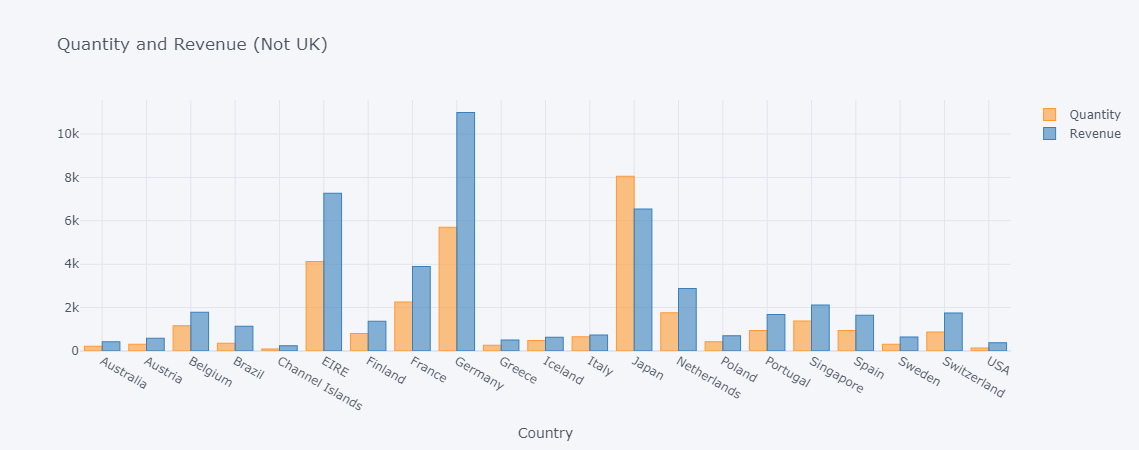 Quantity and Revenue (Not UK)
Quantity
Revenue
10k
8k
6k
4k
2k
0
Australia
Austria
Belgium
Brazil
Channel Islands
EIRE
Finland
France
Germany
Greece
Iceland
Italy
Japan
Netherlands
Poland
Portugal
Singapore
Spain
Sweden
Switzerland
USA
Country